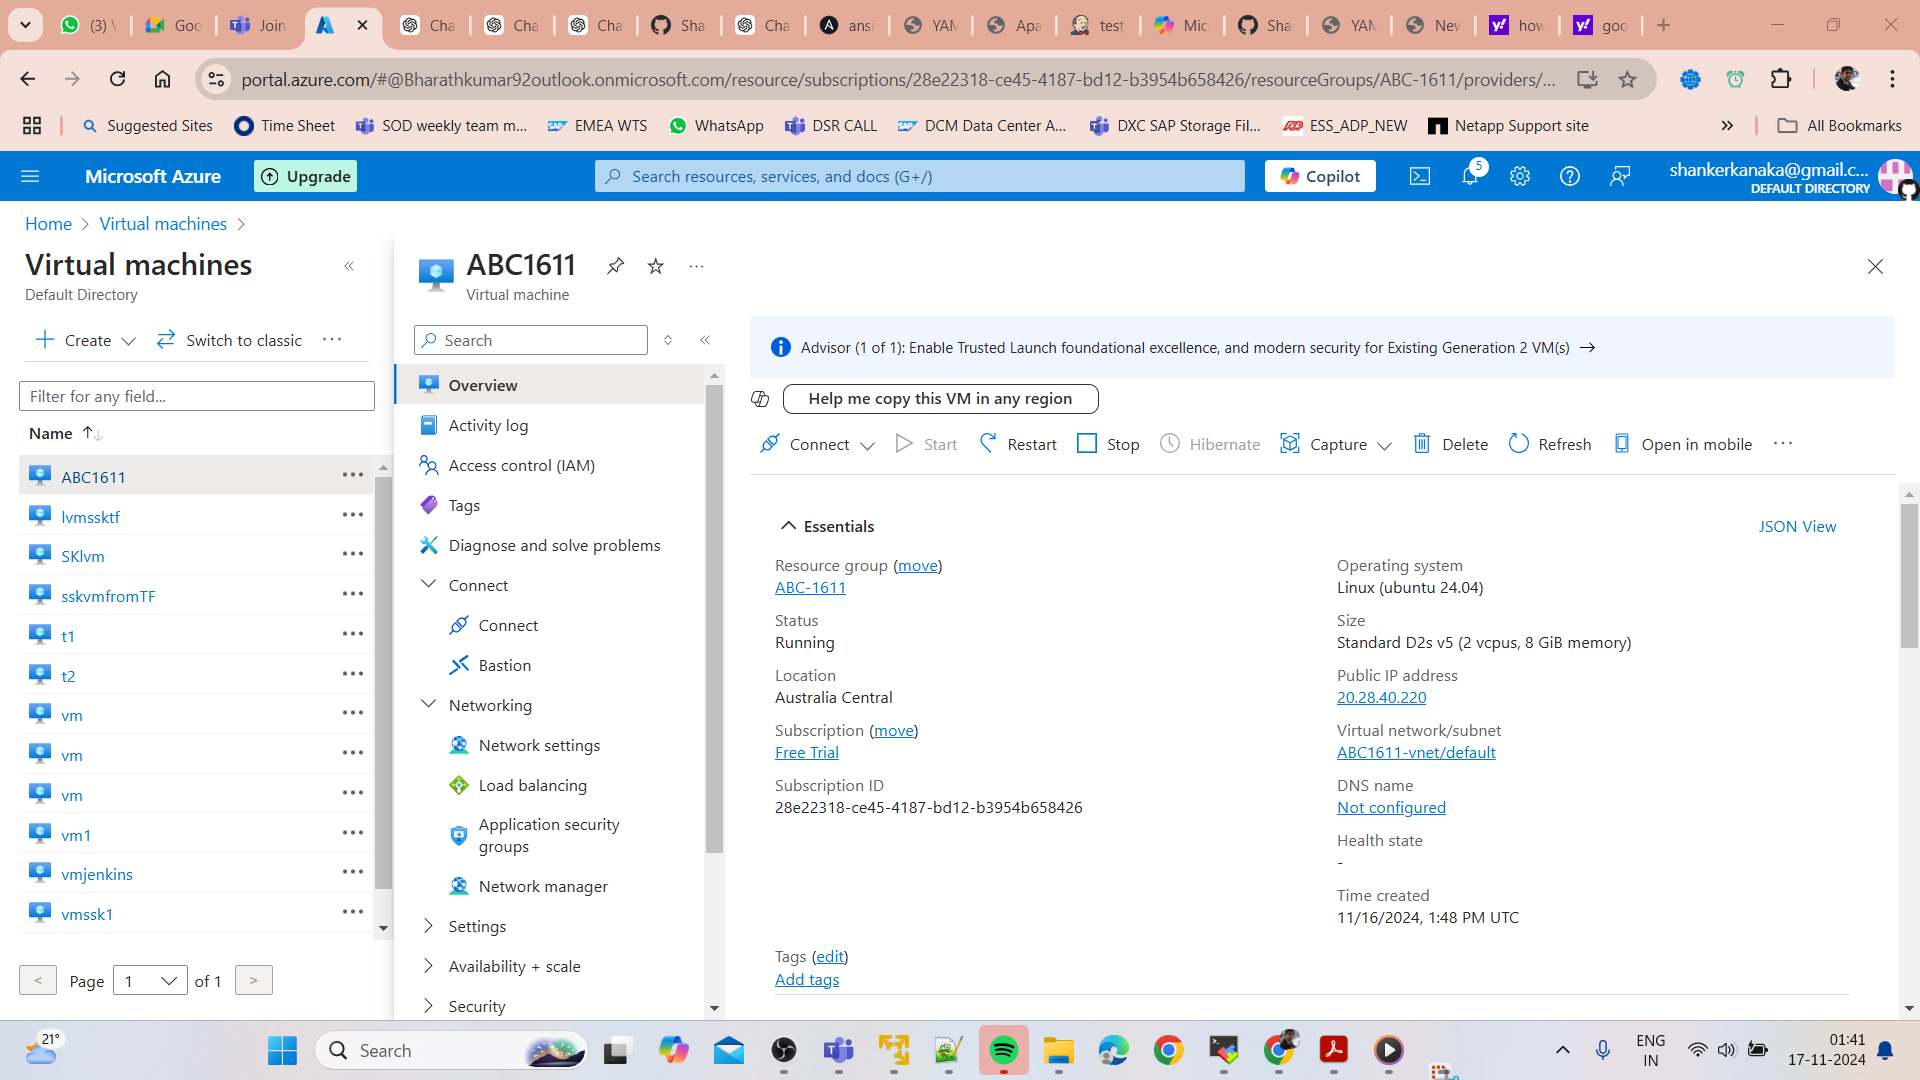 (3) W
Goo
Join
Cha
Cha
Cha
Sha
Cha
ansi
YAM
Apa
test
Mic
Sha
YAM
Nev
how
goo
portal.azure.com/#@Bharathkumar92outlook.onmicrosoft.com/resource/subscriptions/28e22318-ce45-4187-bd12-b3954b658426/resourceGroups/ABC-1611/providers/...
Suggested Sites
Time Sheet
SOD weekly team m...
EMEA WTS
WhatsApp
DSR CALL
DCM Data Center A...
DXC SAP Storage Fil...
ESS_ADP_NEW
Netapp Support site
All Bookmarks
Microsoft Azure
Upgrade
Search resources, services, and docs (G+/)
Copilot
5
shankerkanaka@gmail.c...
DEFAULT DIRECTORY
Home > Virtual machines >
Virtual machines
Default Directory
Create
Switch to classic
Filter for any field...
Name
ABC1611
lvmssktf
SKlvm
sskvmfromTF
t1
t2
vm
vm
vm
vm1
vmjenkins
vmssk1
< Page 1 of 1 >
ABC1611
Virtual machine
Search
Overview
Activity log
Access control (IAM)
Tags
Diagnose and solve problems
Connect
Connect
Bastion
Networking
Network settings
Load balancing
Application security
groups
Network manager
Settings
Availability + scale
Security
Advisor (1 of 1): Enable Trusted Launch foundational excellence, and modern security for Existing Generation 2 VM(s) →
Help me copy this VM in any region
Connect
Start
Restart
Stop
Hibernate
Capture
Delete
Refresh
Open in mobile
Essentials
JSON View
Resource group (move)
ABC-1611
Status
Running
Location
Australia Central
Subscription (move)
Free Trial
Subscription ID
28e22318-ce45-4187-bd12-b3954b658426
Operating system
Linux (ubuntu 24.04)
Size
Standard D2s v5 (2 vcpus, 8 GiB memory)
Public IP address
20.28.40.220
Virtual network/subnet
ABC1611-vnet/default
DNS name
Not configured
Health state
-
Time created
11/16/2024, 1:48 PM UTC
Tags (edit)
Add tags
21°
Search
ENG
IN
01:41
17-11-2024